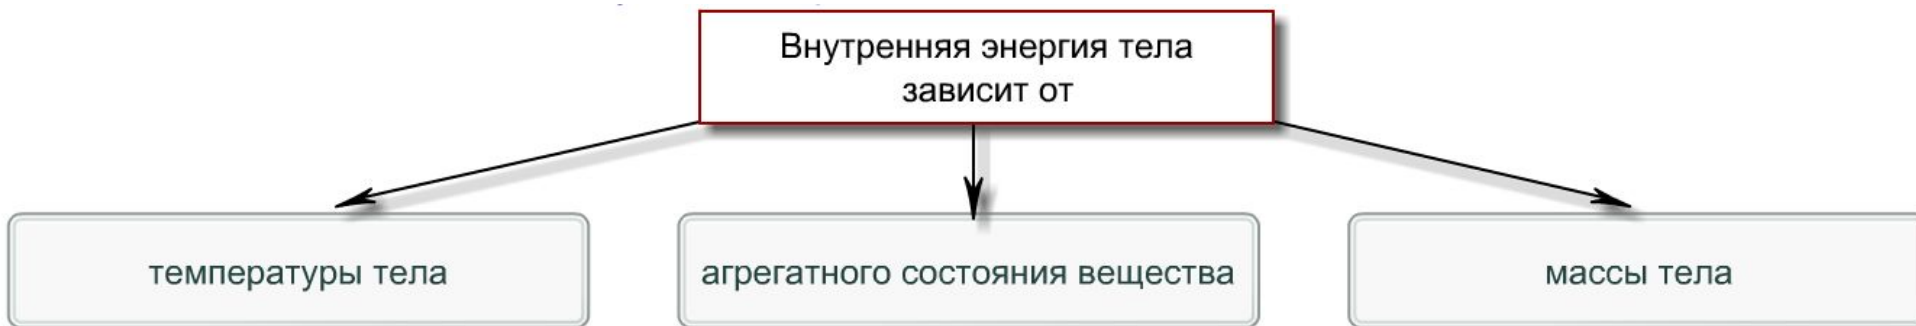 Внутренняя энергия тела
зависит от
температуры тела
агрегатного состояния вещества
массы тела